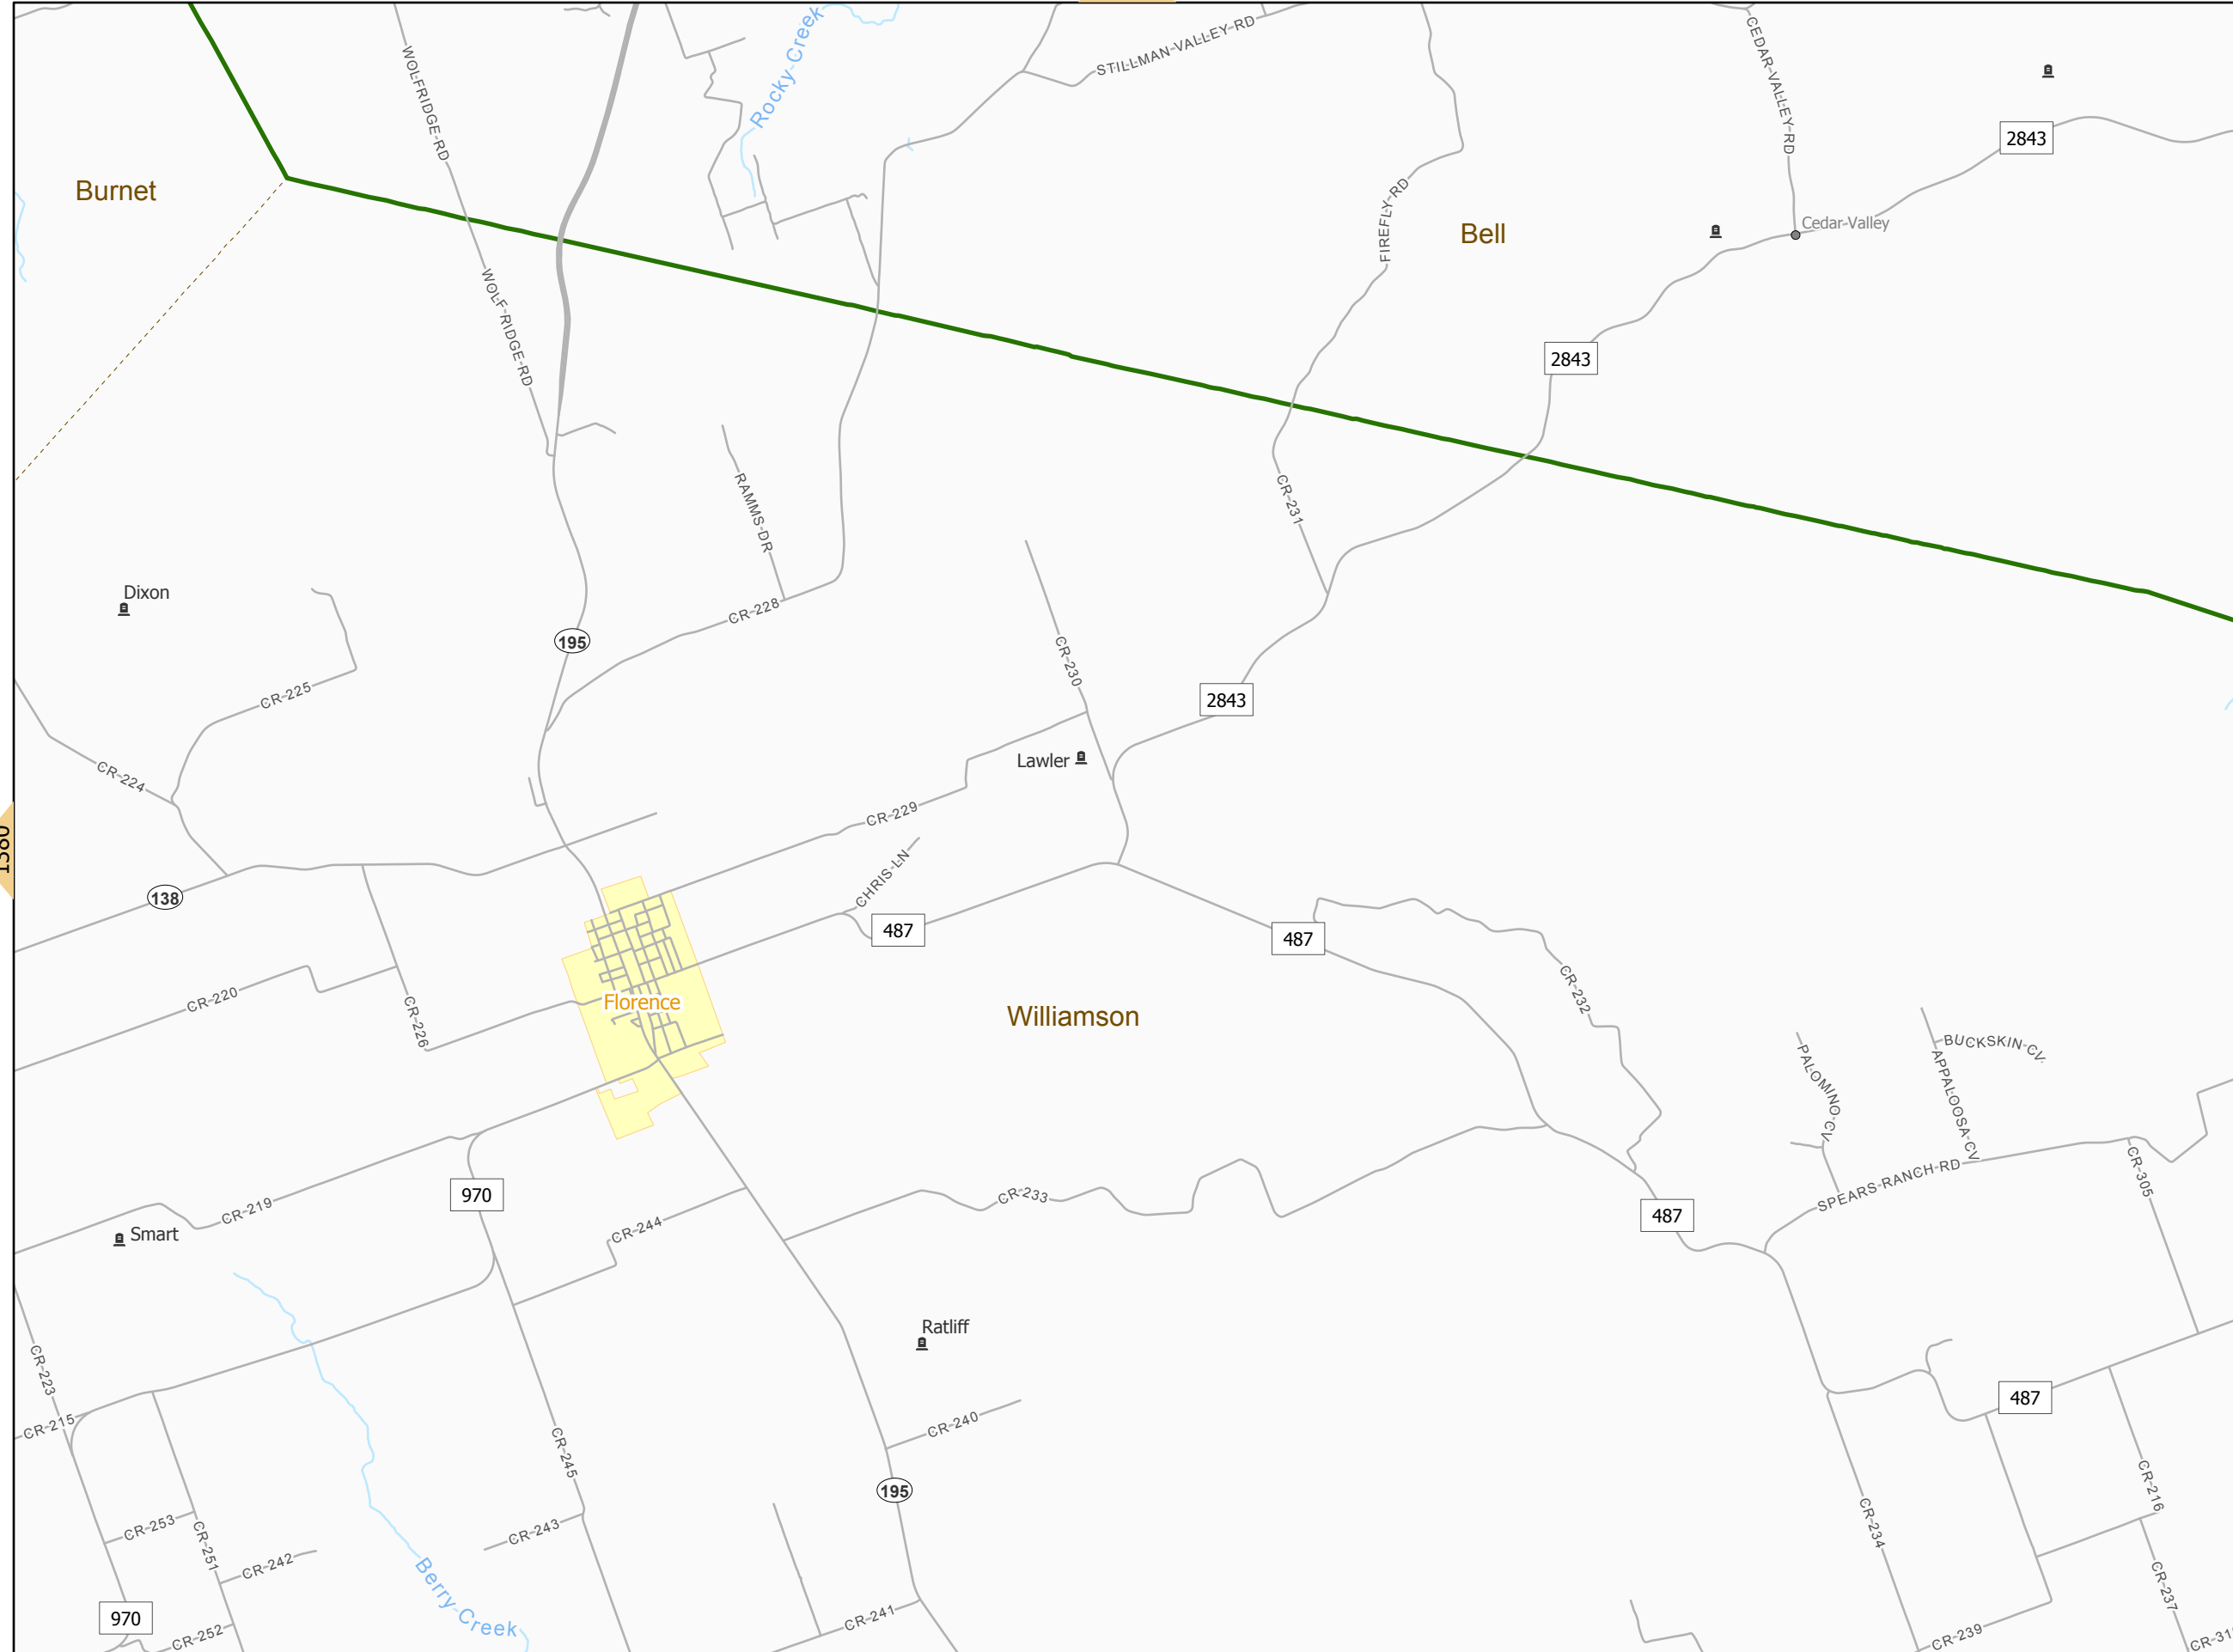 WOLFRIDGE-RD
Rocky-Creek
STILLMAN-VALLEY-RD
CEDAR-VALLEY-RD
2843
Burnet
FIREFLY-RD
Bell
Cedar-Valley
WOLF-RIDGE-RD
2843
RAMMS-DR
CR-231
Dixon
CR-228
195
CR-230
CR-225
2843
CR-224
Lawler
CR-229
CHRIS-LN
138
487
487
CR-220
CR-226
Florence
Williamson
CR-232
BUCKSKIN-CV
PALOMINO-CV
APPALOOSA-CV
SPEARS-RANCH-RD
CR-305
970
CR-219
CR-233
CR-244
487
Smart
Ratliff
CR-223
CR-215
487
CR-240
CR-245
195
CR-216
CR-253
CR-251
CR-243
CR-234
CR-242
Berry-Creek
CR-237
970
CR-252
CR-241
CR-239